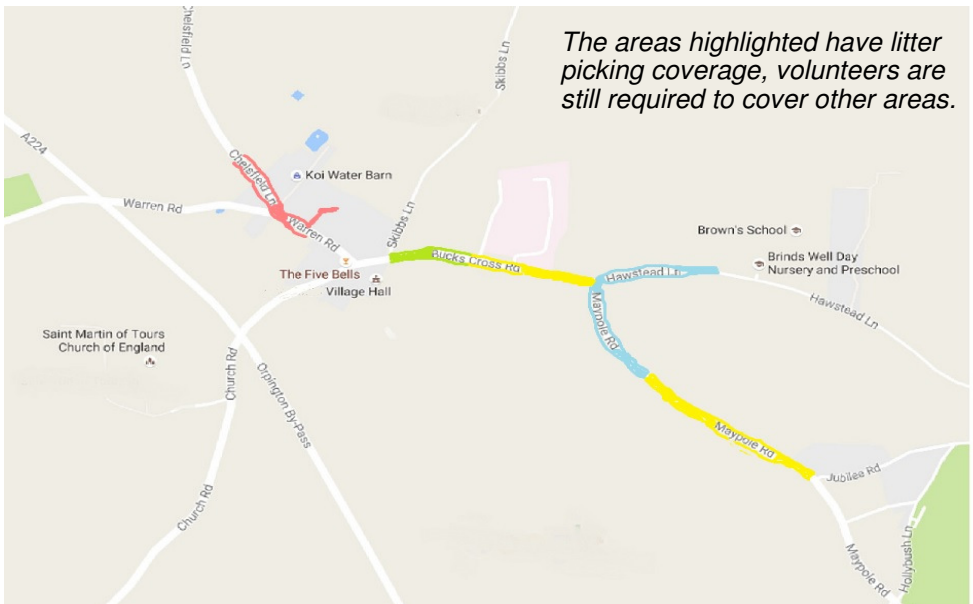 The areas highlighted have litter
picking coverage, volunteers are
still required to cover other areas.
Chelsfield Ln
Skibbs Ln
A224
Chelsfield Ln
Koi Water Barn
Warren Rd
Warren Rd
Skibbs Ln
Brown's School
Bucks Cross Rd
Brinds Well Day
Nursery and Preschool
The Five Bells
Village Hall
Hawstead Ln
Hawstead Ln
Maypole Rd
Saint Martin of Tours
Church of England
Church Rd
Orpington By-Pass
Maypole Rd
Jubilee Rd
Church Rd
Maypole Rd
Hollybush Ln